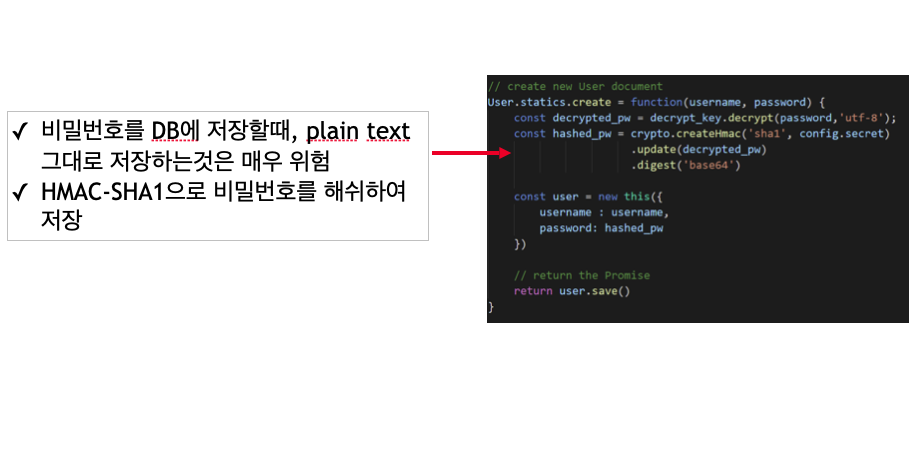 ✓ 비밀번호를 DB에 저장할때, plain text
그대로 저장하는것은 매우 위험
✓ HMAC-SHA1으로 비밀번호를 해쉬하여
저장
// create new User document
User.statics.create = function(username, password) {
    const decrypted_pw = decrypt_key.decrypt(password,'utf-8');
    const hashed_pw = crypto.createHmac('sha1', config.secret)
                      .update(decrypted_pw)
                      .digest('base64')
    const user = new this({
        username : username,
        password: hashed_pw
    })
    // return the Promise
    return user.save()
}